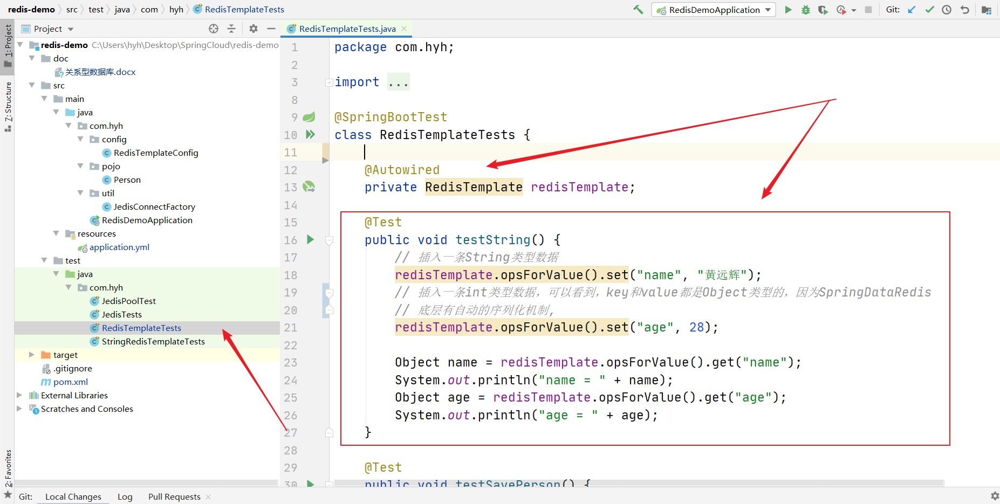 redis-demo src test java com hyh RedisTemplateTests RedisDemoApplication Git:
Project
RedisTemplateTests.java
1: Project
7: Structure
2: Favorites
redis-demo C:\Users\hyh\Desktop\SpringCloud\redis-demo
doc
关系型数据库.docx
src
main
java
com.hyh
config
RedisTemplateConfig
pojo
Person
util
JedisConnectFactory
RedisDemoApplication
resources
application.yml
test
java
com.hyh
JedisPoolTest
JedisTests
RedisTemplateTests
StringRedisTemplateTests
target
.gitignore
pom.xml
External Libraries
Scratches and Consoles
1 package com.hyh;
2
3 import ...
8
9 @SpringBootTest
10 class RedisTemplateTests {
11
12 @Autowired
13 private RedisTemplate redisTemplate;
14
15 @Test
16 public void testString() {
17 // 插入一条String类型数据
18 redisTemplate.opsForValue().set("name", "黄远辉");
19 // 插入一条int类型数据，可以看到，key和value都是Object类型的，因为SpringDataRedis
20 // 底层有自动的序列化机制,
21 redisTemplate.opsForValue().set("age", 28);
22
23 Object name = redisTemplate.opsForValue().get("name");
24 System.out.println("name = " + name);
25 Object age = redisTemplate.opsForValue().get("age");
26 System.out.println("age = " + age);
27 }
28
29 @Test
30 public void testSavePerson() {
Git: Local Changes Log Pull Requests